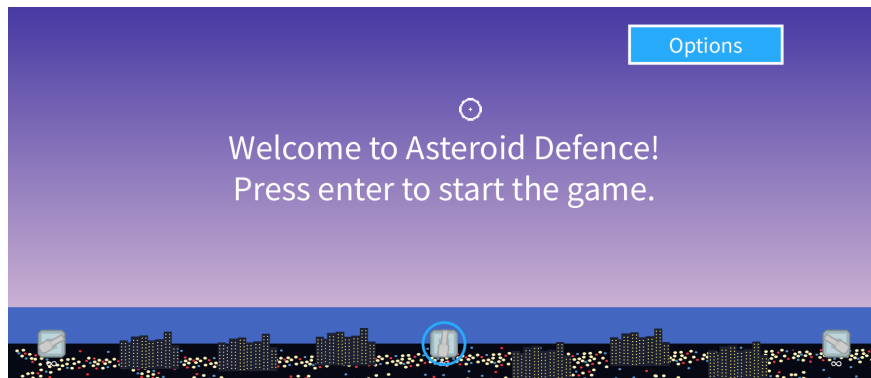 Options
Welcome to Asteroid Defence!
Press enter to start the game.
∞ ∞